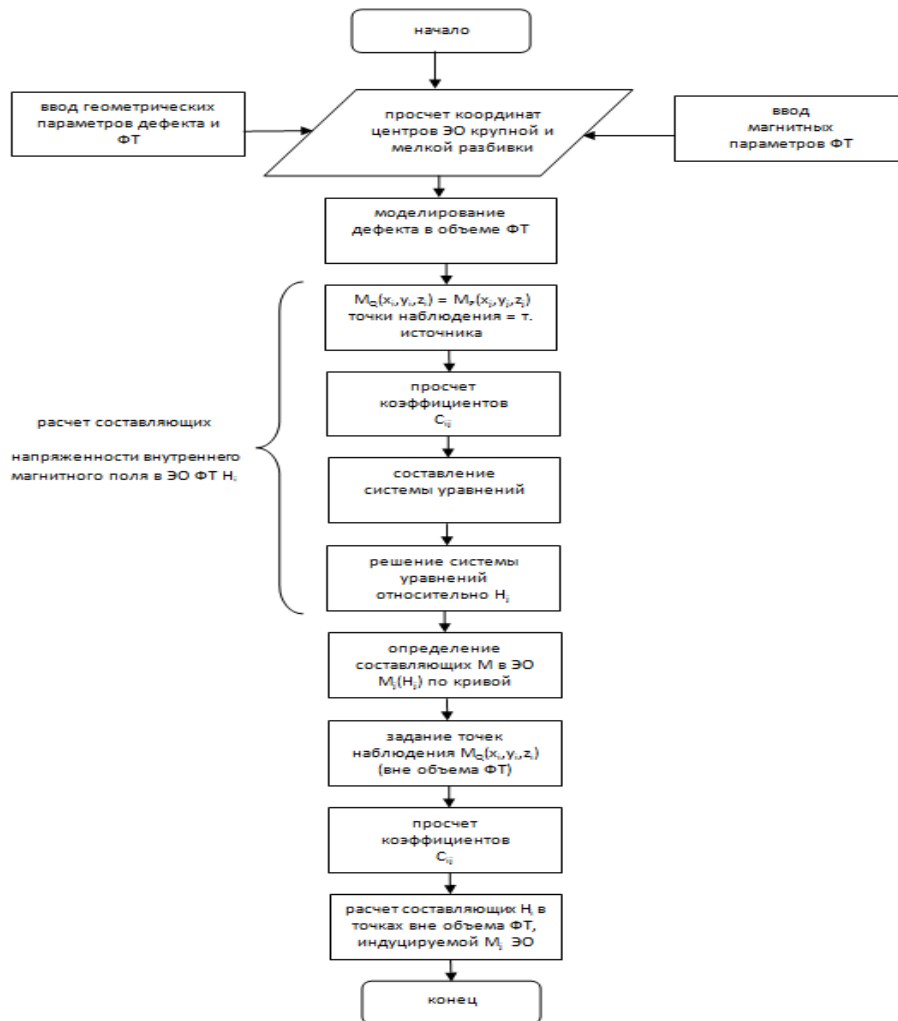 начало
ввод геометрических
параметров дефекта и
ФТ
просчет координат
центров ЭО крупной и
мелкой разбивки
ввод
магнитных
параметров ФТ
моделирование
дефекта в объеме ФТ
M_Q(x_i,y_i,z_i) = M_P(x_j,y_j,z_j)
точки наблюдения = т.
источника
просчет
коэффициентов
C_ij
составление
системы уравнений
решение системы
уравнений
относительно H_j
расчет составляющих
напряженности внутреннего
магнитного поля в ЭО ФТ H_i
определение
составляющих M в ЭО
M_j(H_j) по кривой
задание точек
наблюдения M_Q(x_i,y_i,z_i)
(вне объема ФТ)
просчет
коэффициентов
C_ij
расчет составляющих H_i в
точках вне объема ФТ,
индуцируемой M_j ЭО
конец